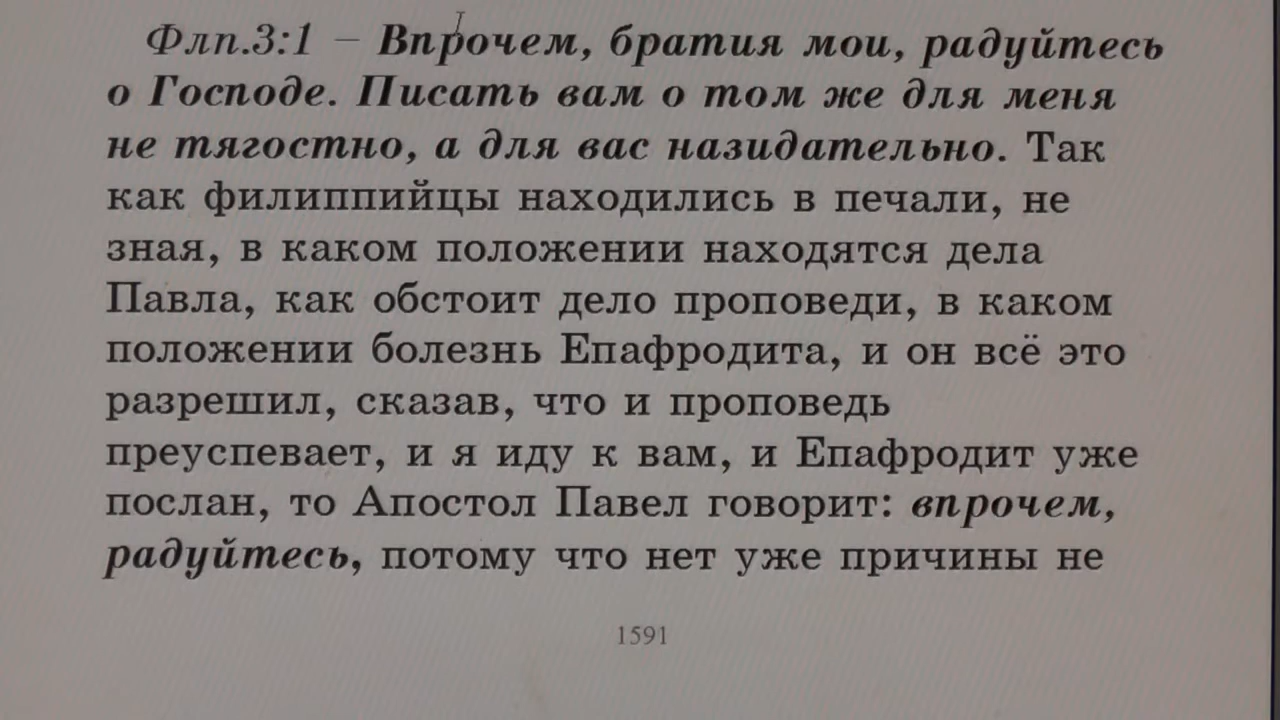 Флп.3:1 – Впрочем, братия мои, радуйтесь
о Господе. Писать вам о том же для меня
не тягостно, а для вас назидательно. Так
как филиппийцы находились в печали, не
зная, в каком положении находятся дела
Павла, как обстоит дело проповеди, в каком
положении болезнь Епафродита, и он всё это
разрешил, сказав, что и проповедь
преуспевает, и я иду к вам, и Епафродит уже
послан, то Апостол Павел говорит: впрочем,
радуйтесь, потому что нет уже причины не
1591